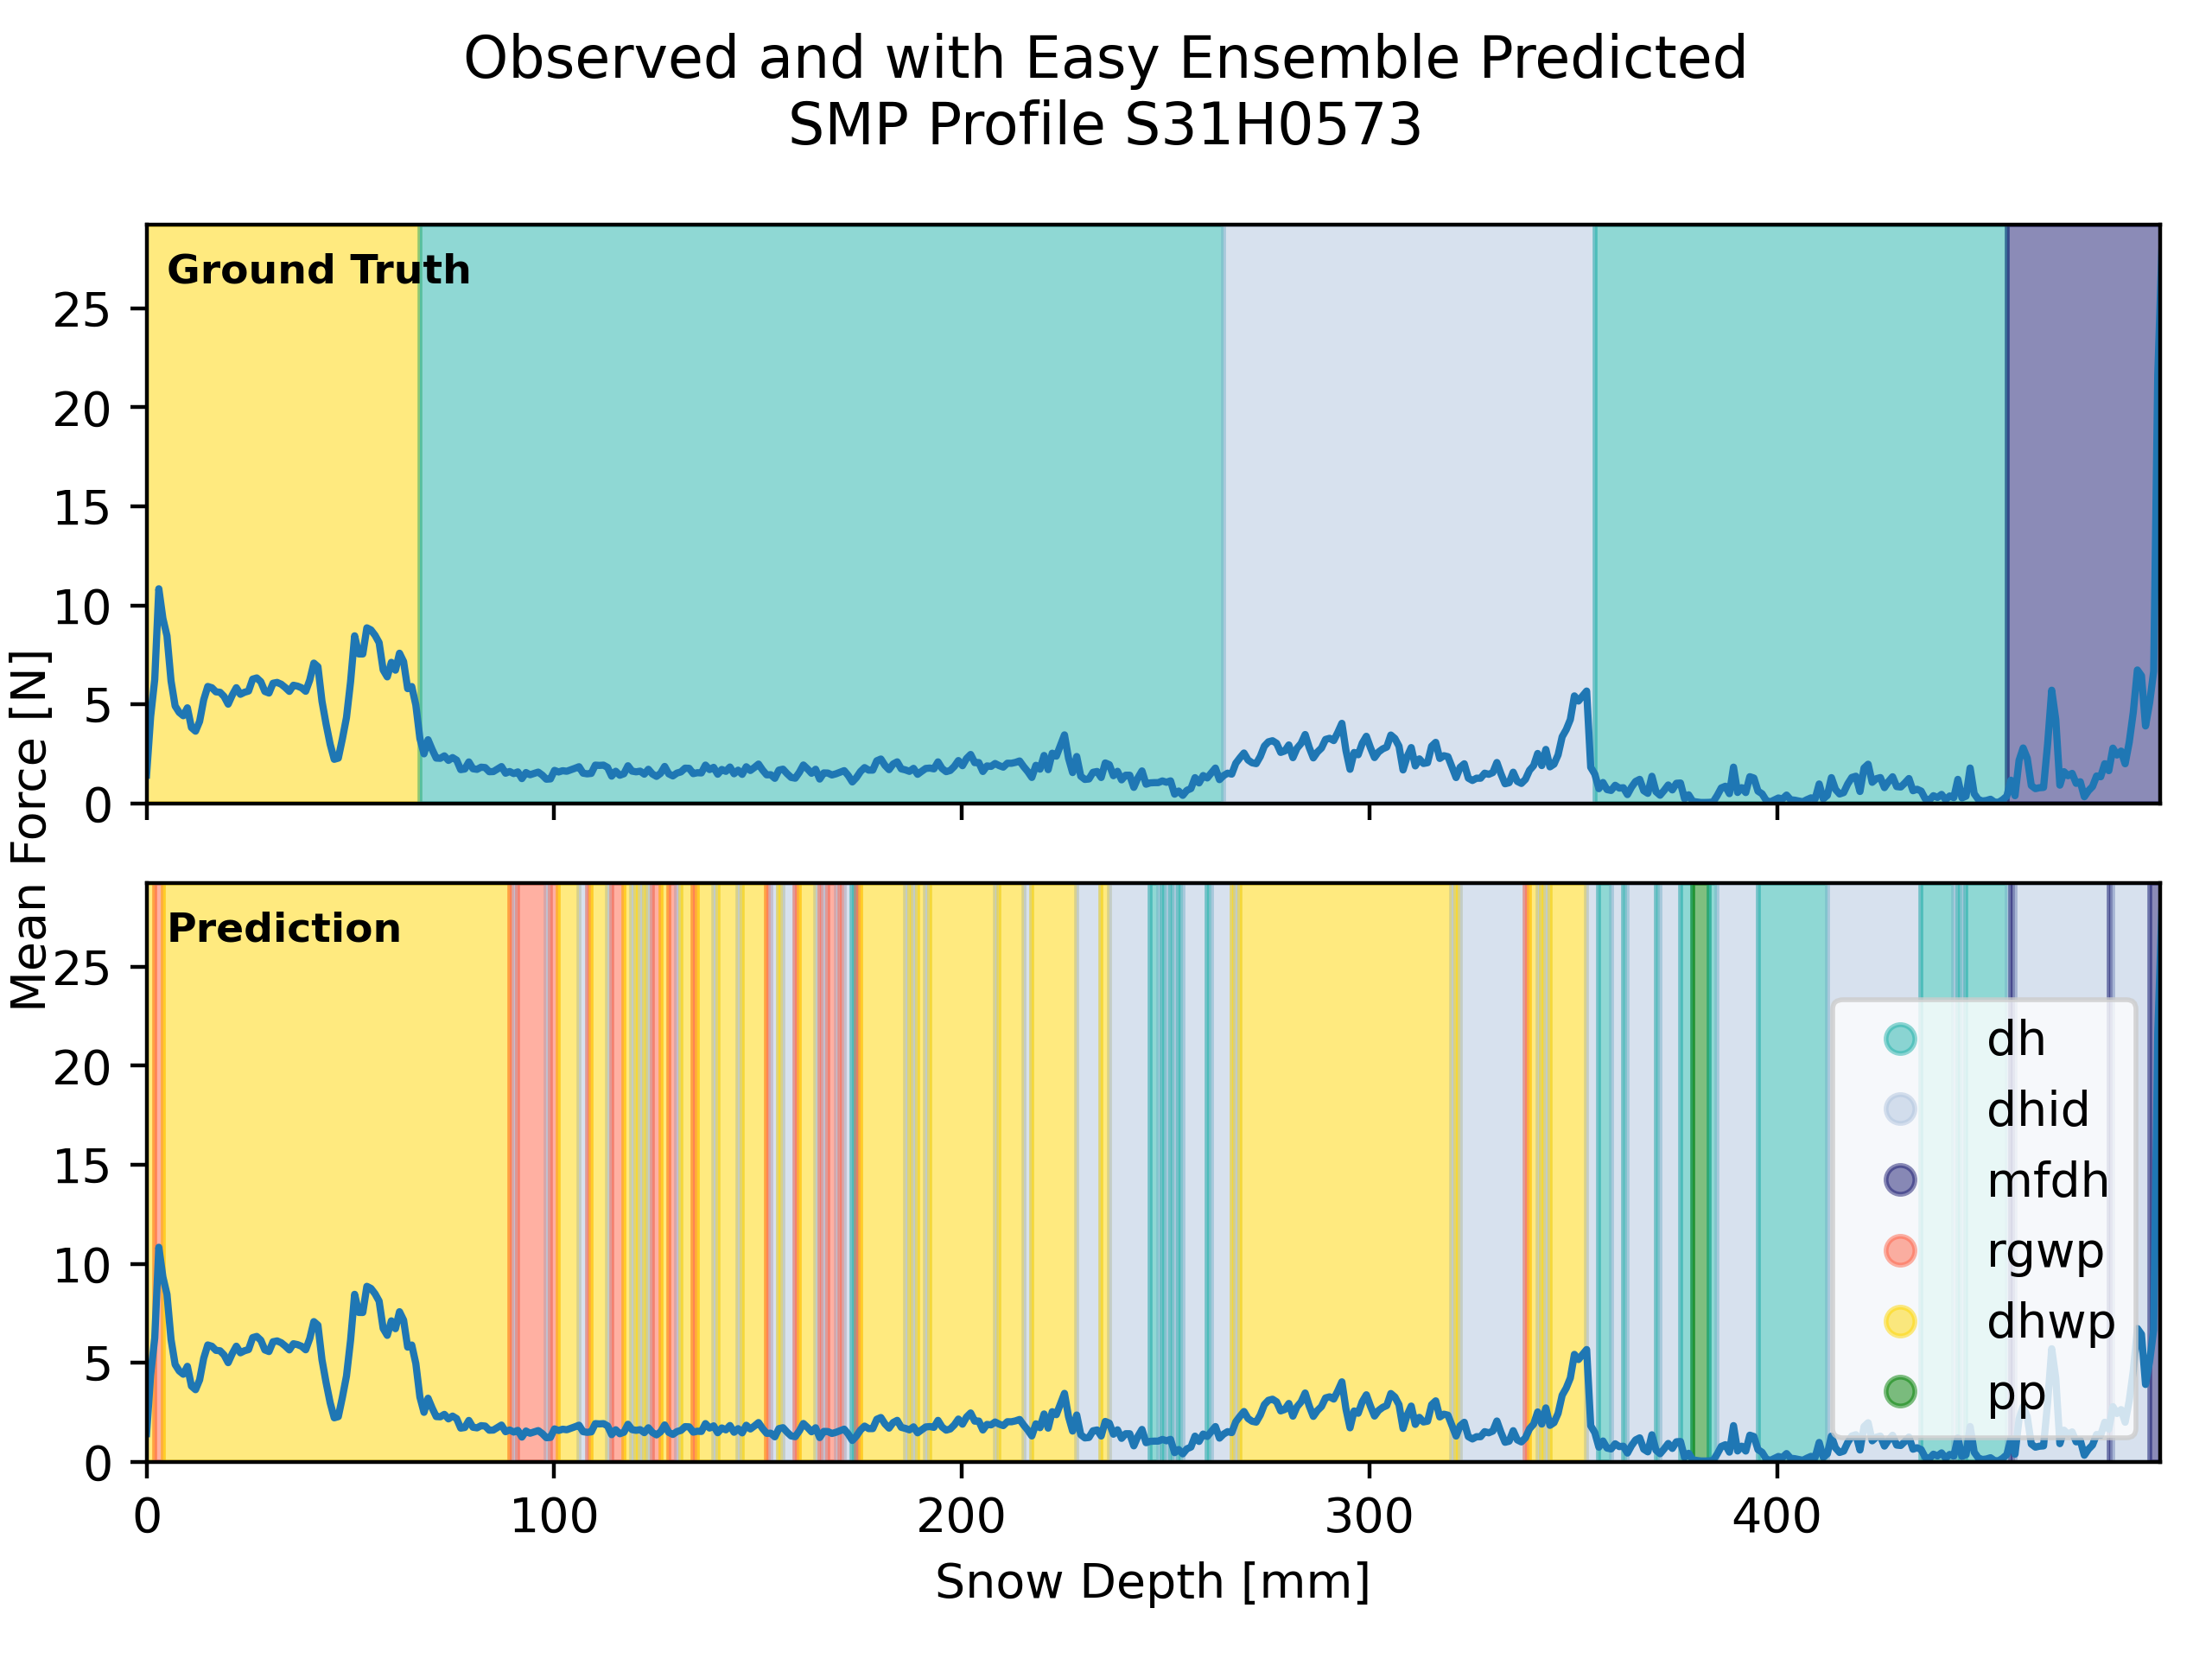 Observed and with Easy Ensemble Predicted
SMP Profile S31H0573
Ground Truth
25
20
15
10
5
0
Mean Force [N]
Prediction
25
20
15
10
5
0
dh
dhid
mfdh
rgwp
dhwp
pp
0 100 200 300 400
Snow Depth [mm]